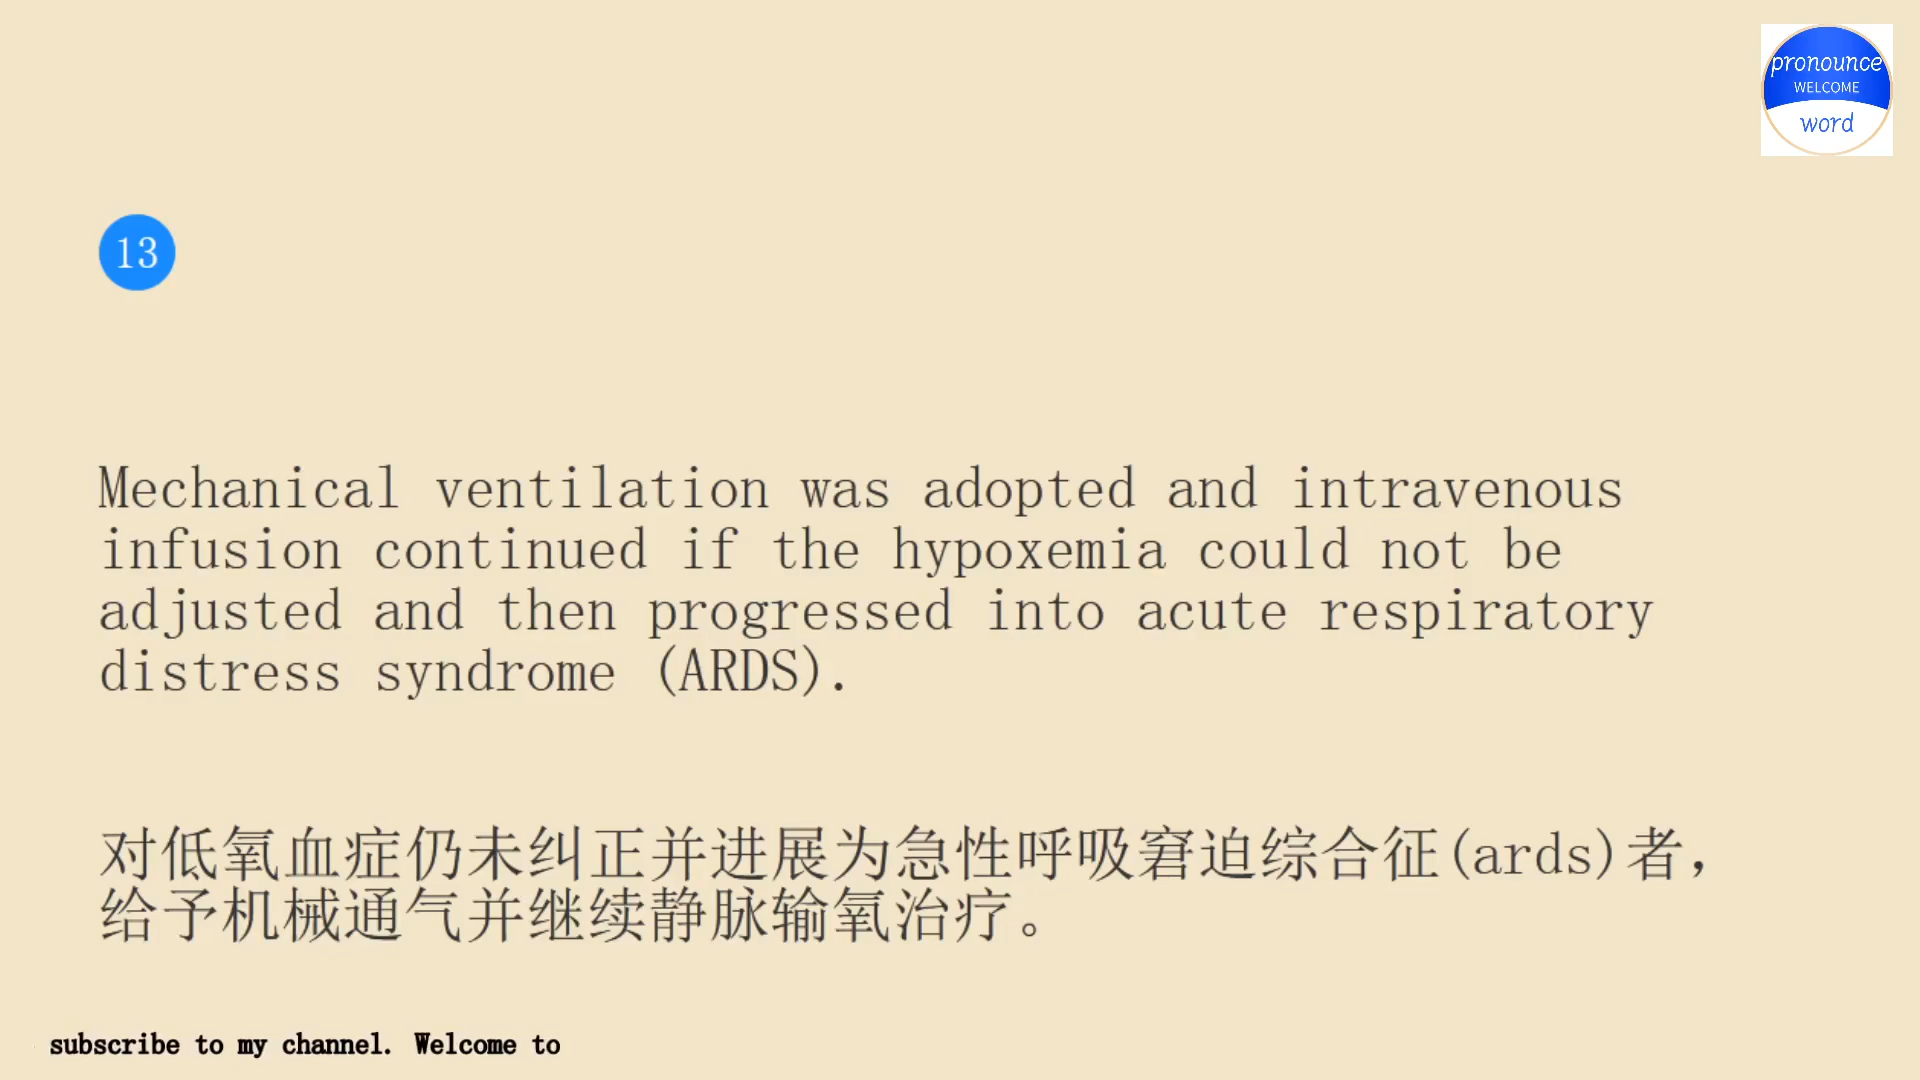 pronounce
WELCOME
word
13
Mechanical ventilation was adopted and intravenous
infusion continued if the hypoxemia could not be
adjusted and then progressed into acute respiratory
distress syndrome (ARDS).
对低氧血症仍未纠正并进展为急性呼吸窘迫综合征(ards)者，
给予机械通气并继续静脉输氧治疗。
subscribe to my channel. Welcome to